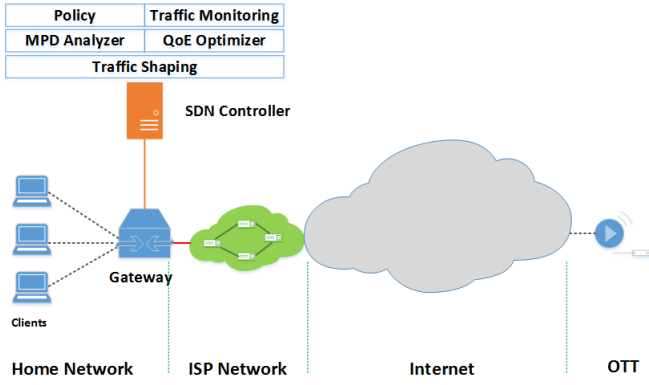 Policy Traffic Monitoring
MPD Analyzer QoE Optimizer
Traffic Shaping
SDN Controller
Gateway
Clients
Home Network ISP Network Internet OTT